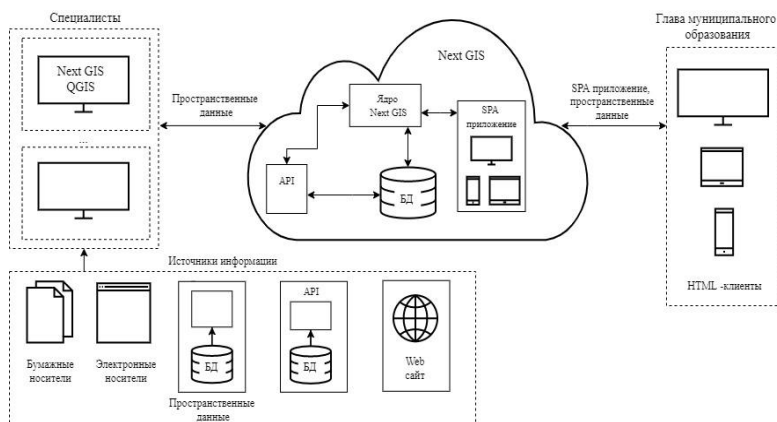 Специалисты
Next GIS
QGIS
...
Пространственные
данные
Next GIS
Ядро
Next GIS
API
БД
SPA
приложение
SPA приложение,
пространственные
данные
Глава муниципального
образования
HTML -клиенты
Источники информации
Бумажные
носители
Электронные
носители
БД
Пространственные
данные
API
БД
Web
сайт